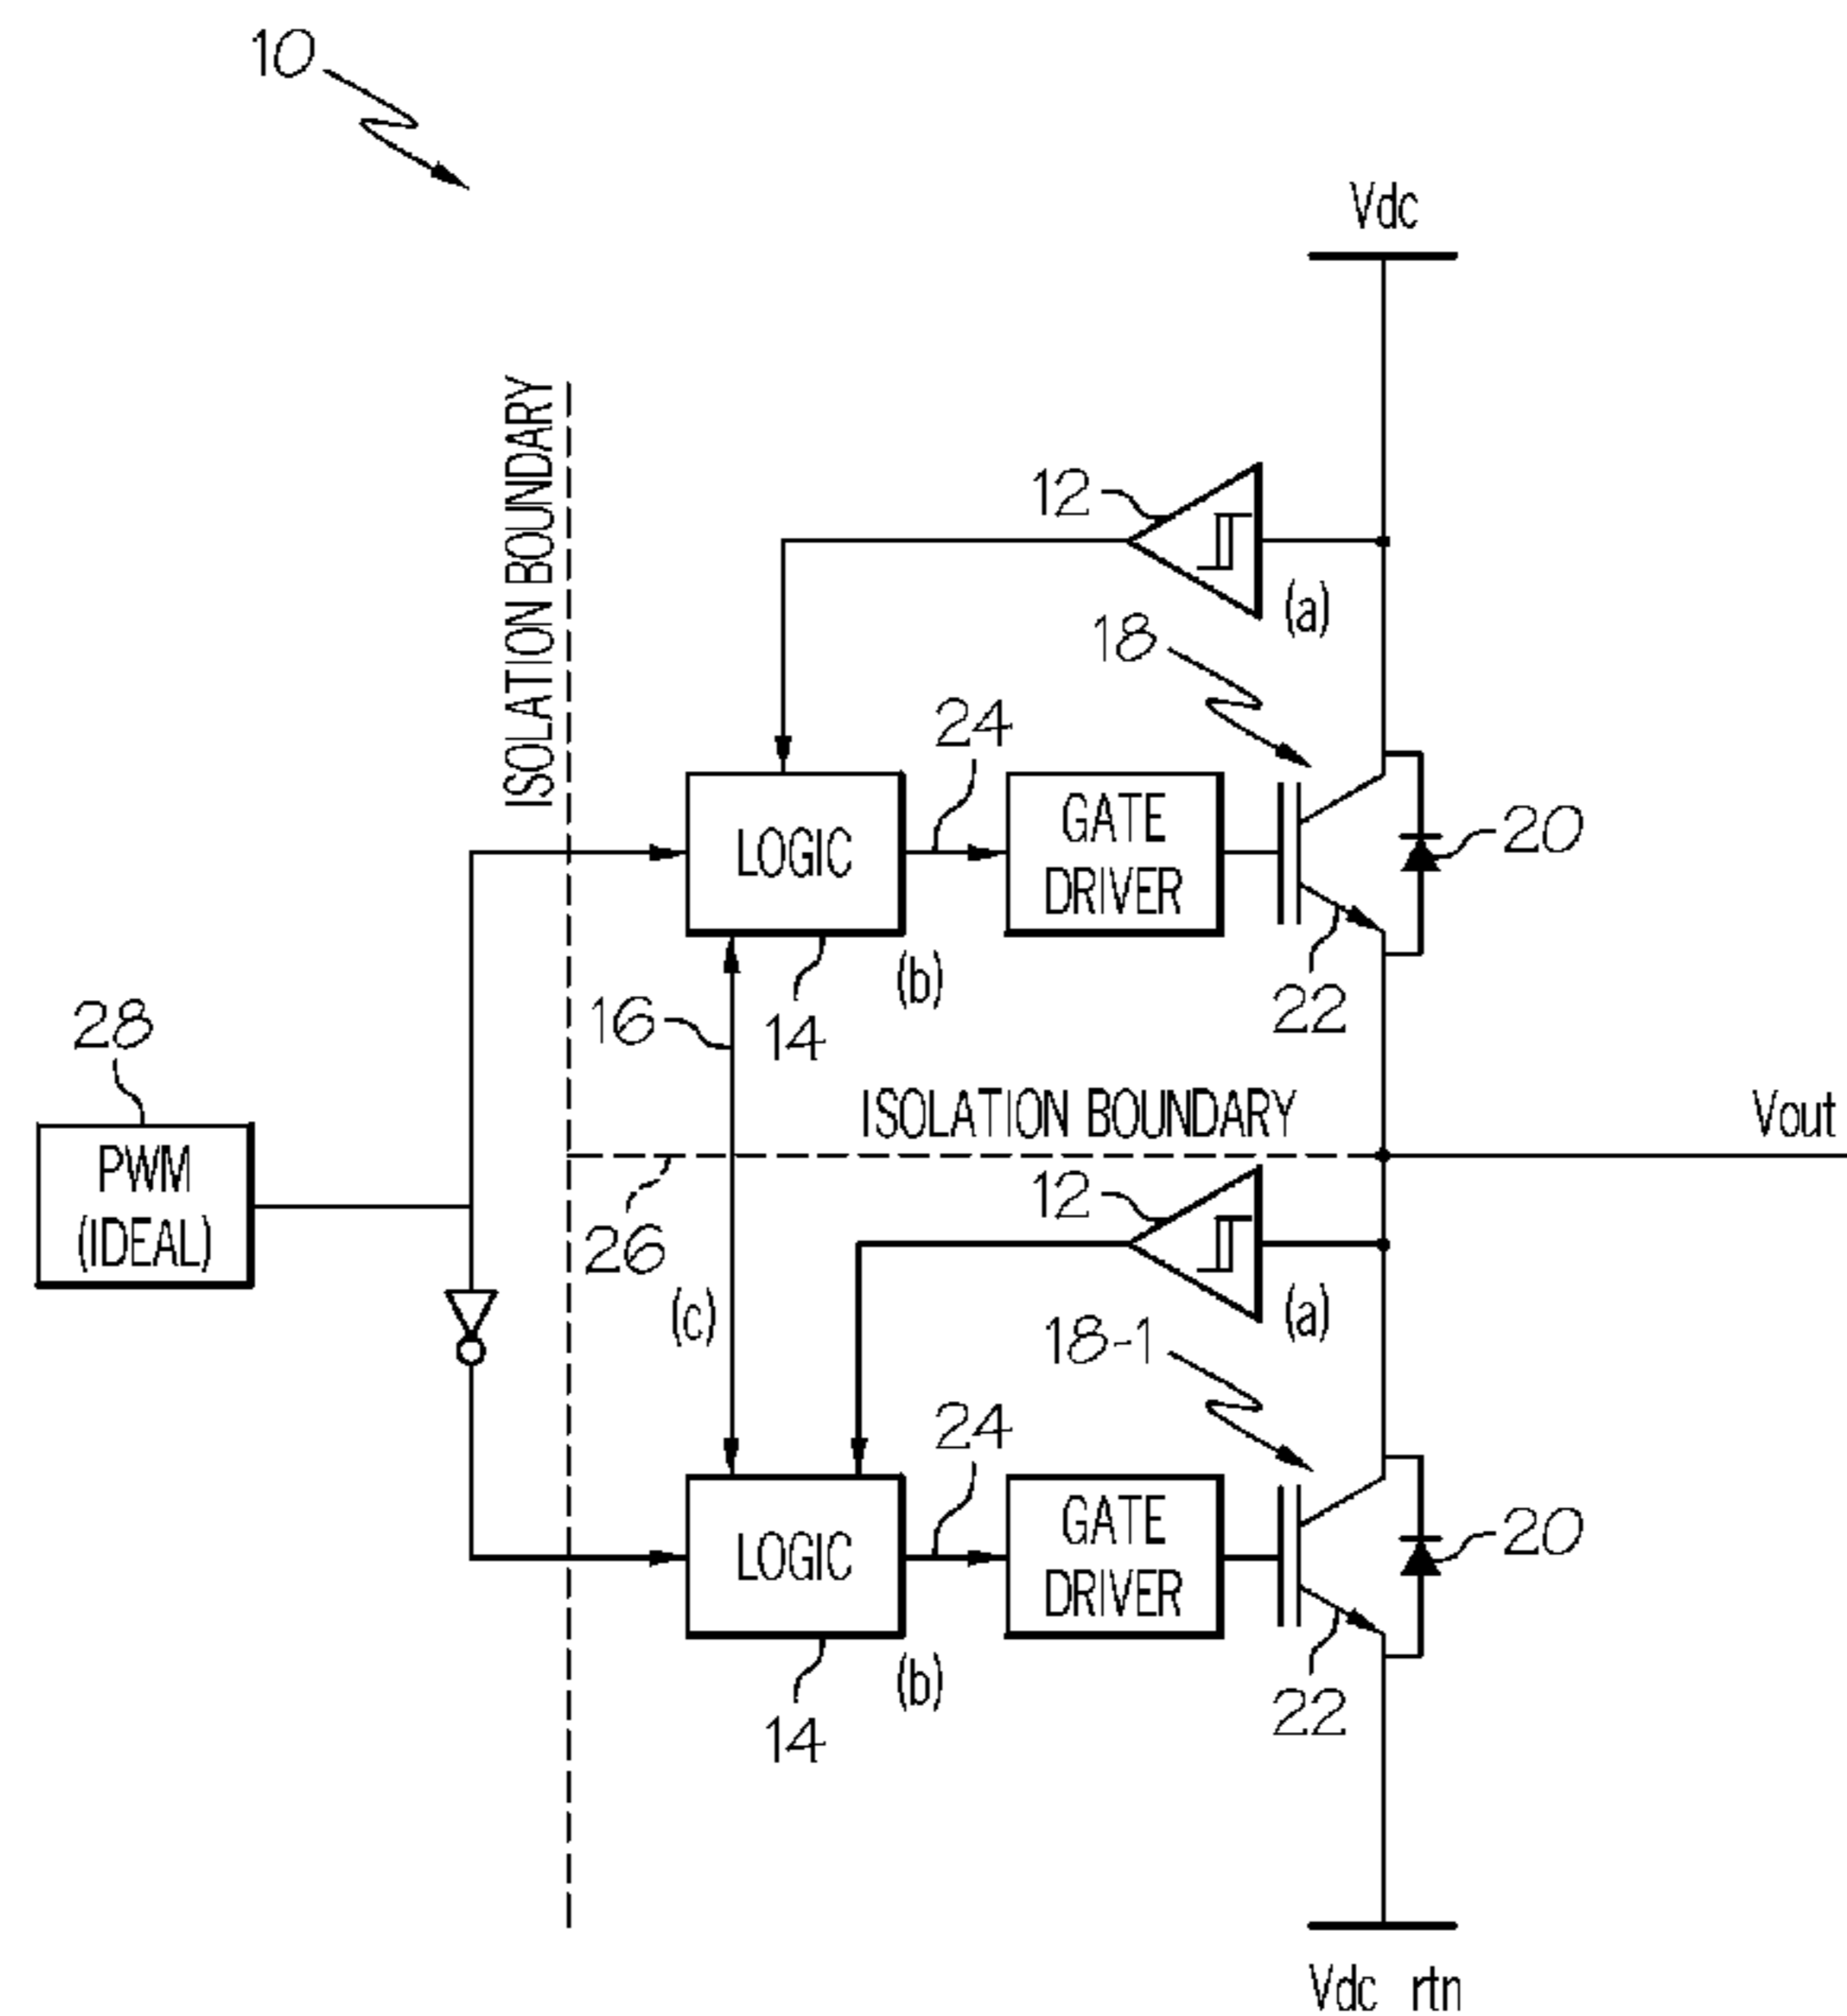 10
Vdc
ISOLATION BOUNDARY
12
(a)
18
24
LOGIC
GATE
DRIVER
20
(b)
22
16
14
28
ISOLATION BOUNDARY
Vout
PWM
(IDEAL)
26
12
(c)
(a)
18-1
24
LOGIC
GATE
DRIVER
20
(b)
22
14
Vdc rtn